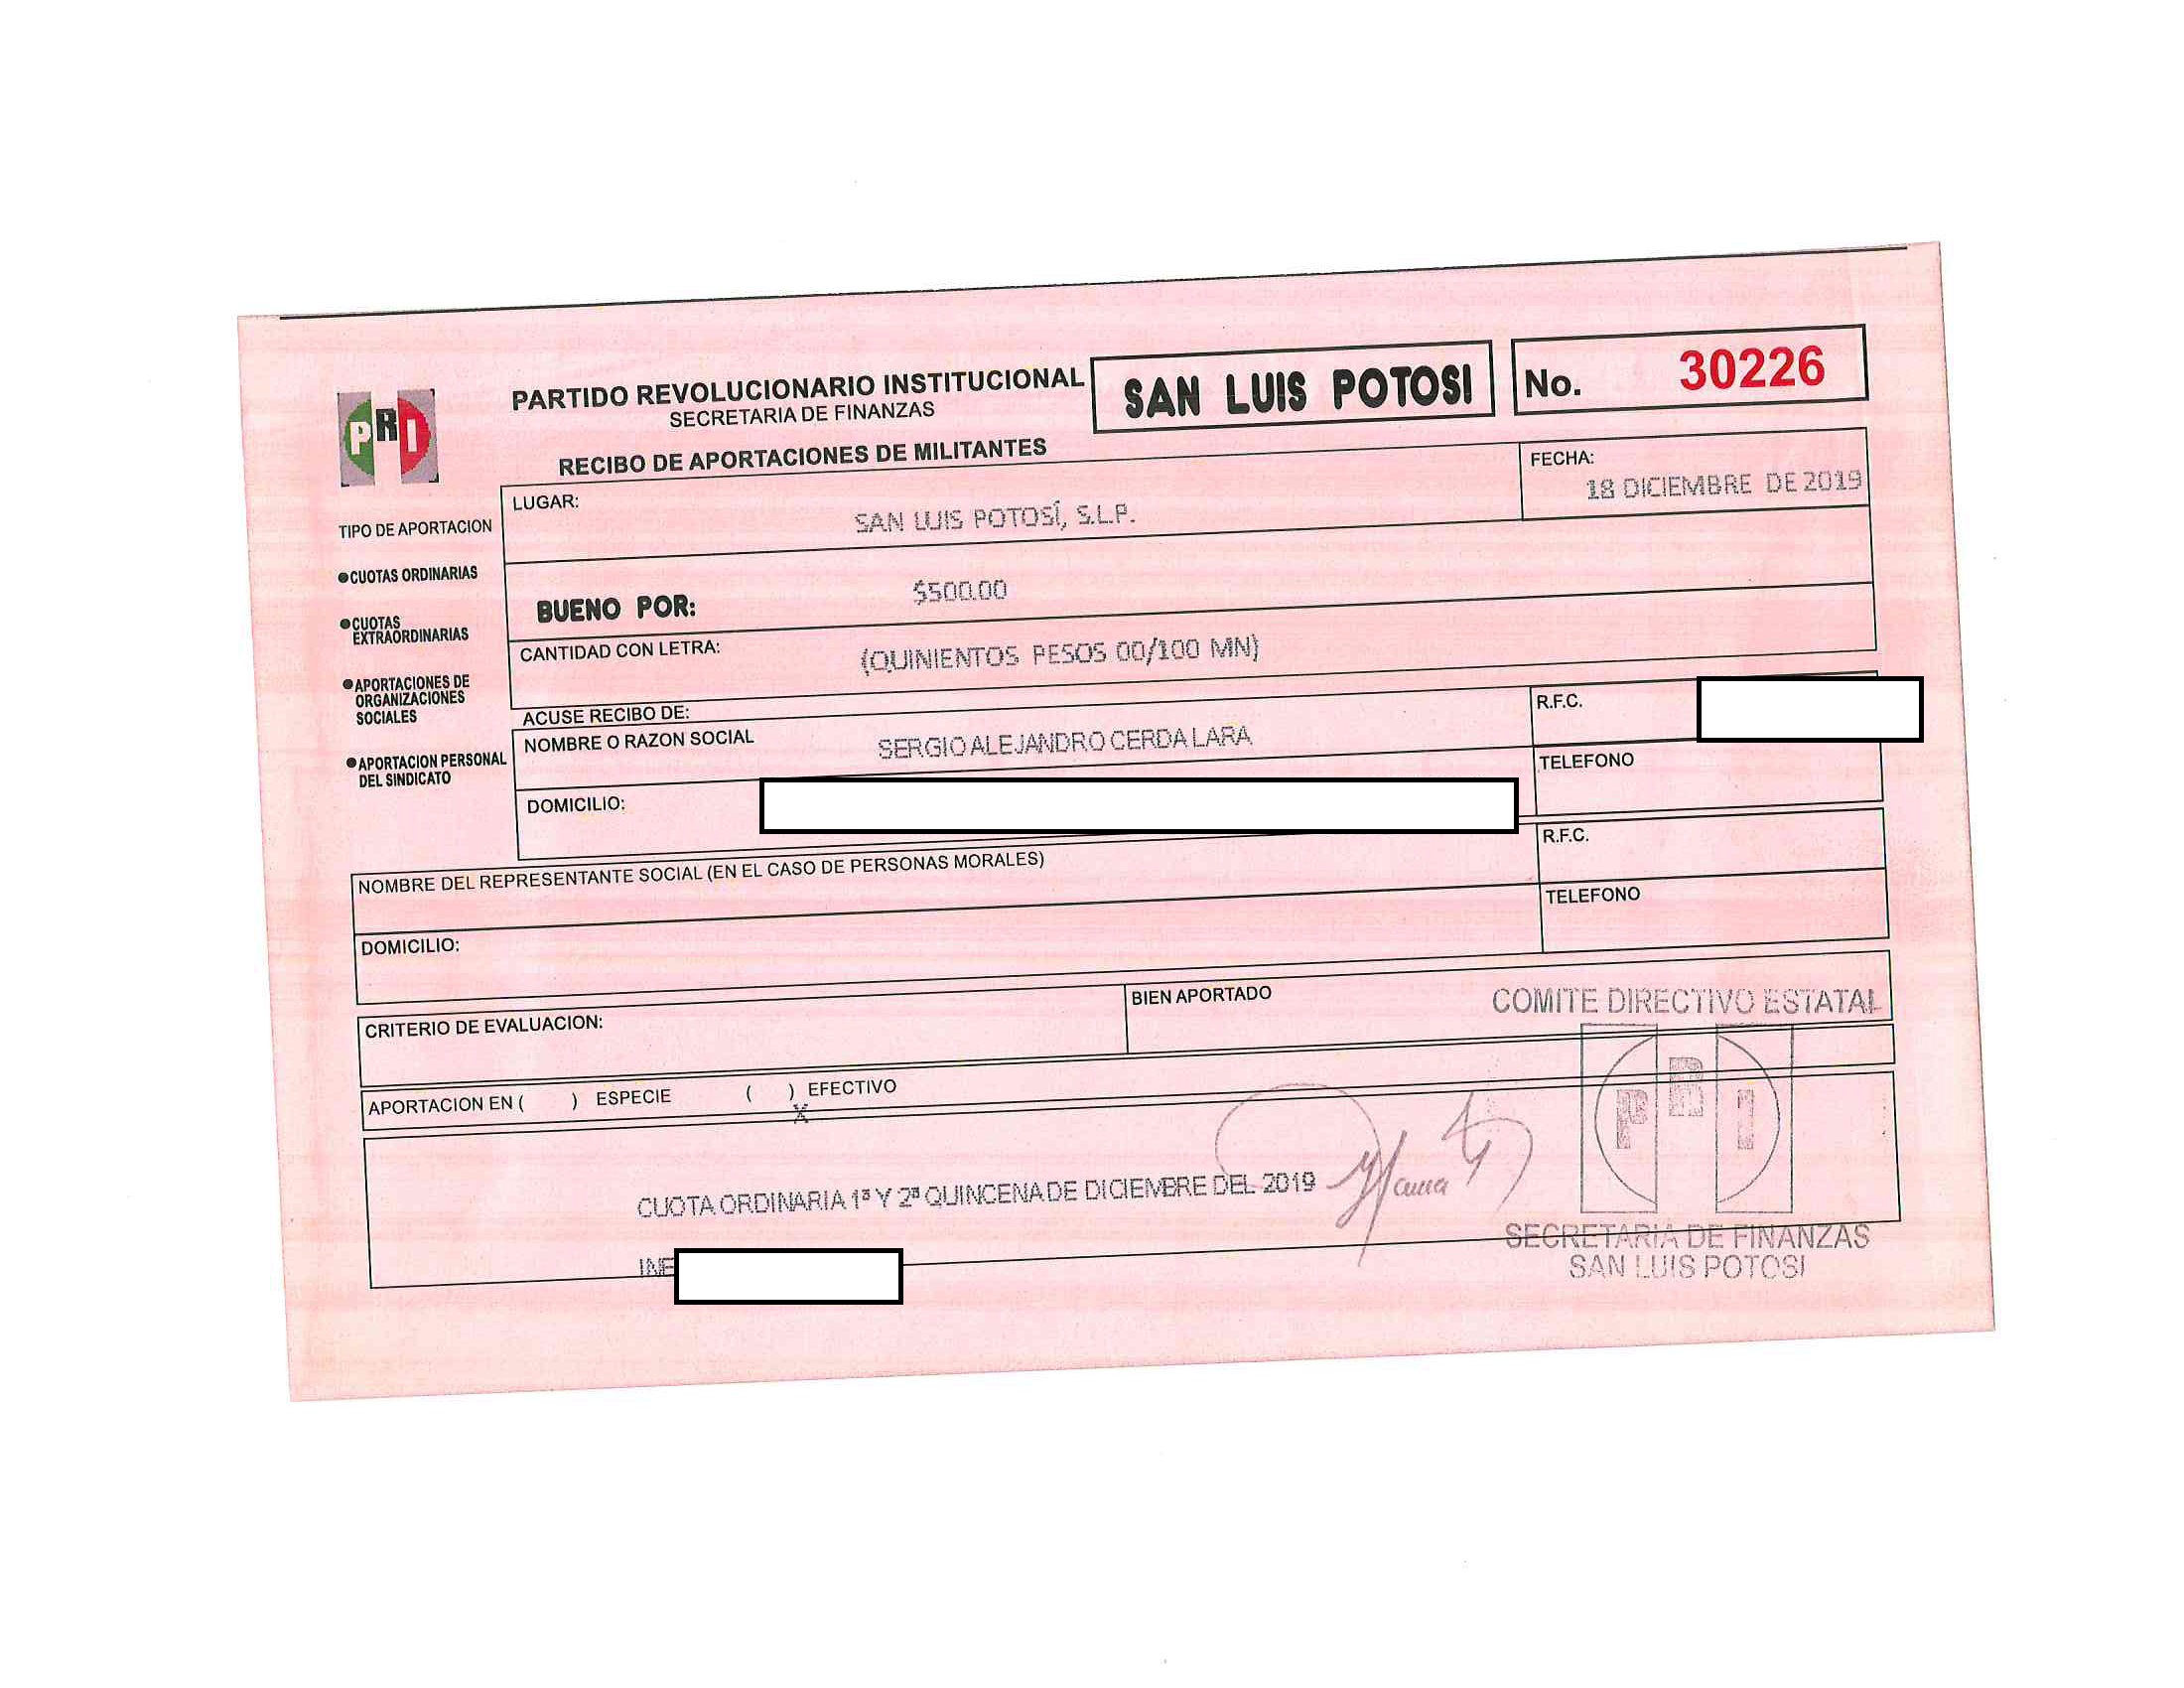 PRI
PARTIDO REVOLUCIONARIO INSTITUCIONAL
SECRETARIA DE FINANZAS
SAN LUIS POTOSI
No. 30226
RECIBO DE APORTACIONES DE MILITANTES
LUGAR: SAN LUIS POTOSÍ, S.L.P.
FECHA:
18 DICIEMBRE DE 2019
TIPO DE APORTACION
●CUOTAS ORDINARIAS
●CUOTAS
EXTRAORDINARIAS
●APORTACIONES DE
ORGANIZACIONES
SOCIALES
●APORTACION PERSONAL
DEL SINDICATO
BUENO POR: $500.00
CANTIDAD CON LETRA: (QUINIENTOS PESOS 00/100 MN)
ACUSE RECIBO DE:
NOMBRE O RAZON SOCIAL SERGIO ALEJANDRO CERDA LARA
R.F.C.
DOMICILIO:
TELEFONO
NOMBRE DEL REPRESENTANTE SOCIAL (EN EL CASO DE PERSONAS MORALES)
R.F.C.
DOMICILIO:
TELEFONO
CRITERIO DE EVALUACION:
BIEN APORTADO
APORTACION EN ( ) ESPECIE ( ) EFECTIVO
X
CUOTA ORDINARIA 1ª Y 2ª QUINCENA DE DICIEMBRE DEL 2019
INE
COMITE DIRECTIVO ESTATAL
PRI
SECRETARIA DE FINANZAS
SAN LUIS POTOSI